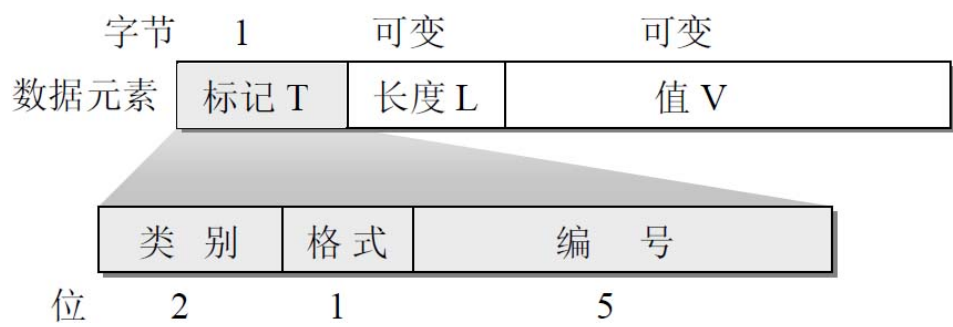 字节 1 可变 可变
数据元素 标记 T 长度 L 值 V
类 别 格 式 编 号
位 2 1 5